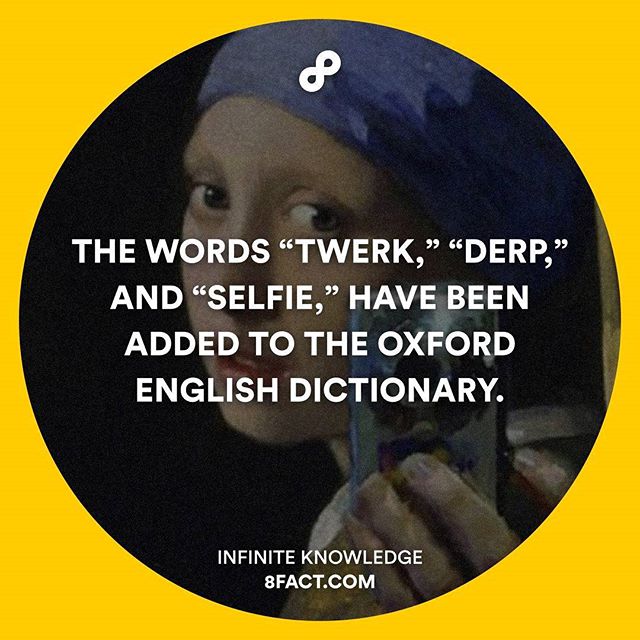 THE WORDS “TWERK,” “DERP,”
AND “SELFIE,” HAVE BEEN
ADDED TO THE OXFORD
ENGLISH DICTIONARY.
INFINITE KNOWLEDGE
8FACT.COM